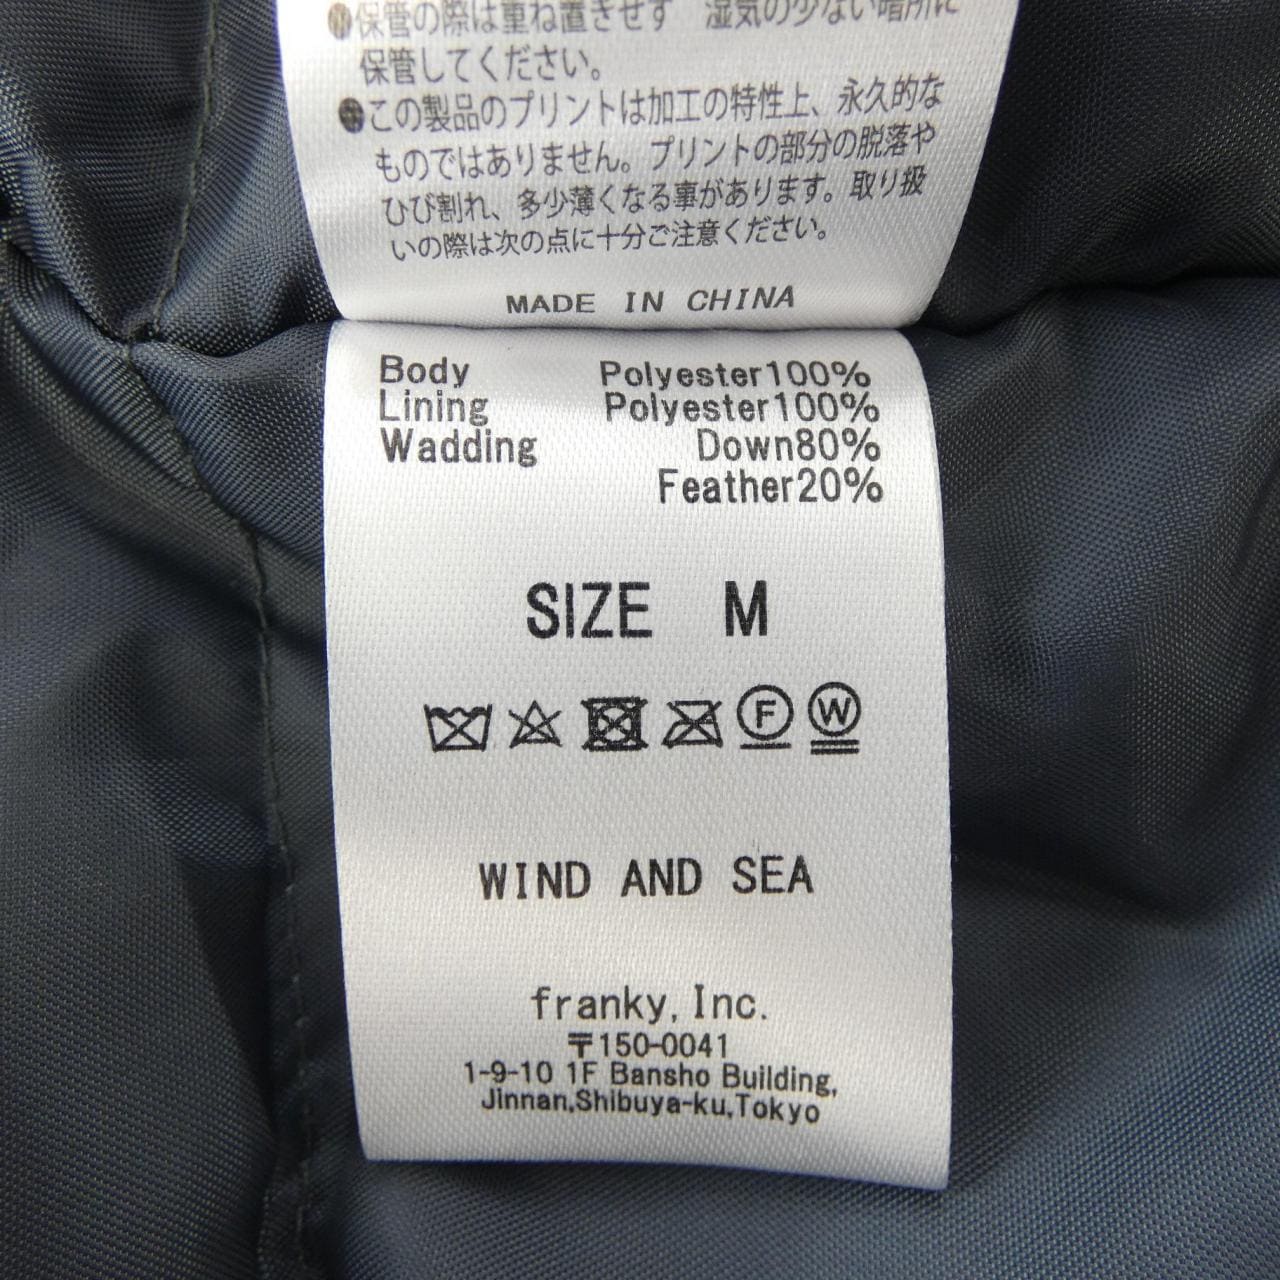 保管の際は重ね置きせず 湿気の少ない暗所に
保管してください。
この製品のプリントは加工の特性上、永久的な
ものではありません。プリントの部分の脱落や
ひび割れ、多少薄くなる事があります。取り扱
いの際は次の点に十分ご注意ください。
MADE IN CHINA
Body Polyester100%
Lining Polyester100%
Wadding Down80%
Feather20%
SIZE M
F W
WIND AND SEA
franky, Inc.
〒150-0041
1-9-10 1F Bansho Building,
Jinnan,Shibuya-ku,Tokyo